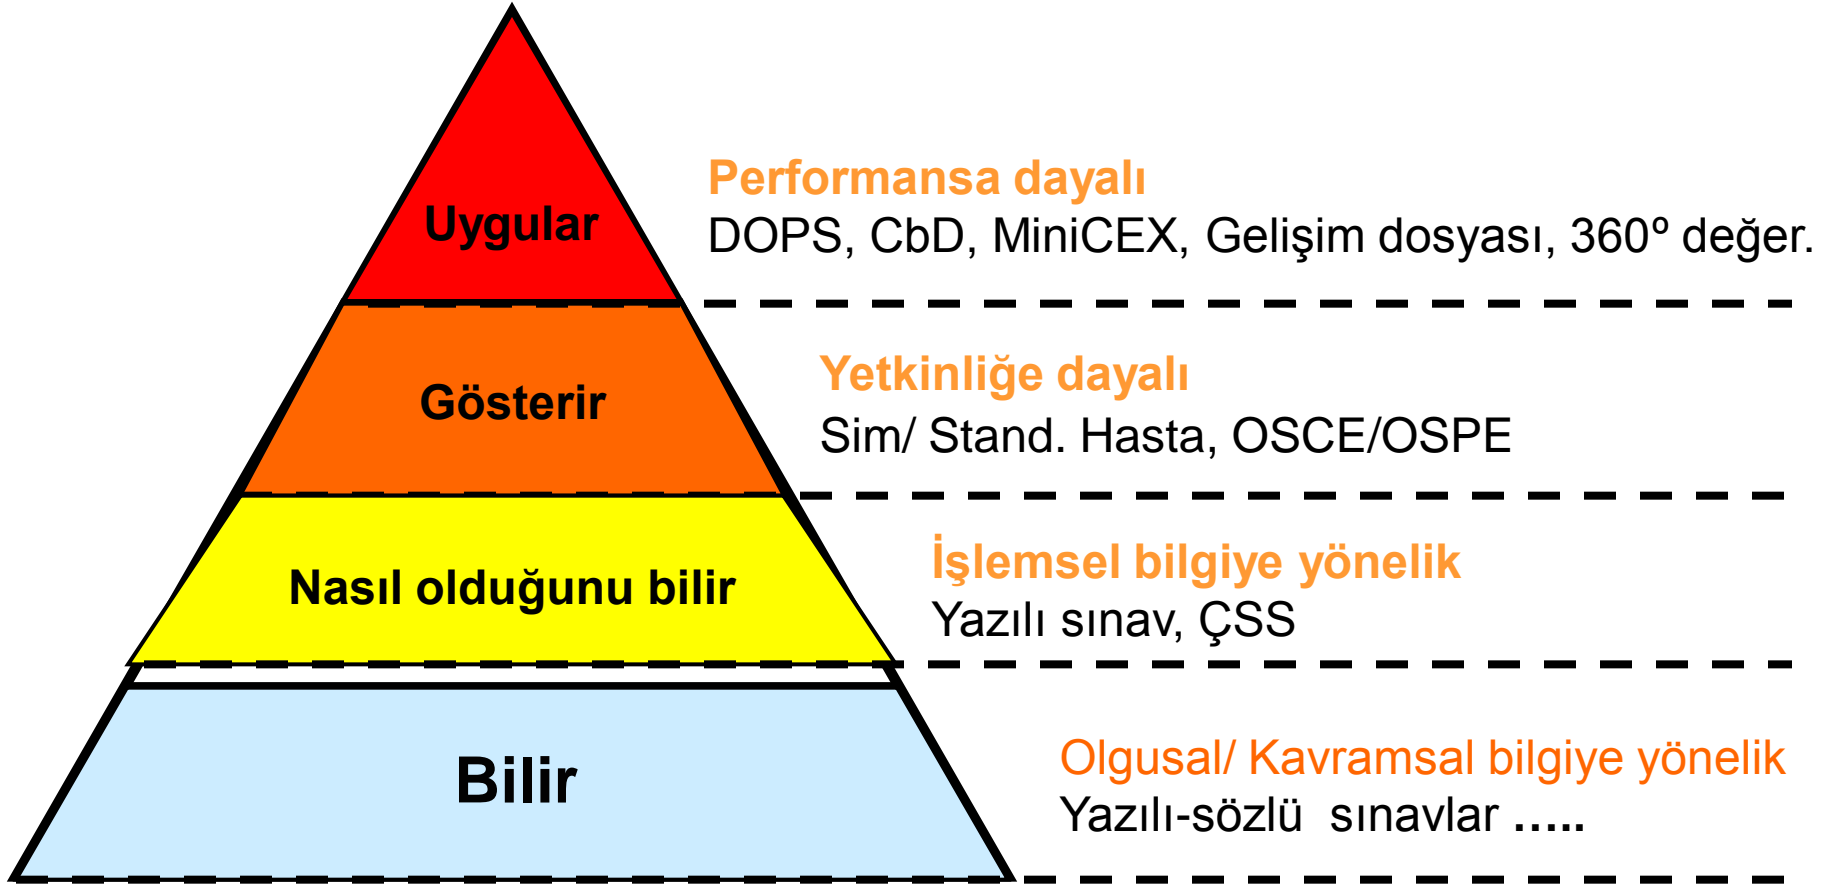 Uygular
Performansa dayalı
DOPS, CbD, MiniCEX, Gelişim dosyası, 360º değer.
Gösterir
Yetkinliğe dayalı
Sim/ Stand. Hasta, OSCE/OSPE
Nasıl olduğunu bilir
İşlemsel bilgiye yönelik
Yazılı sınav, ÇSS
Bilir
Olgusal/ Kavramsal bilgiye yönelik
Yazılı-sözlü sınavlar .....